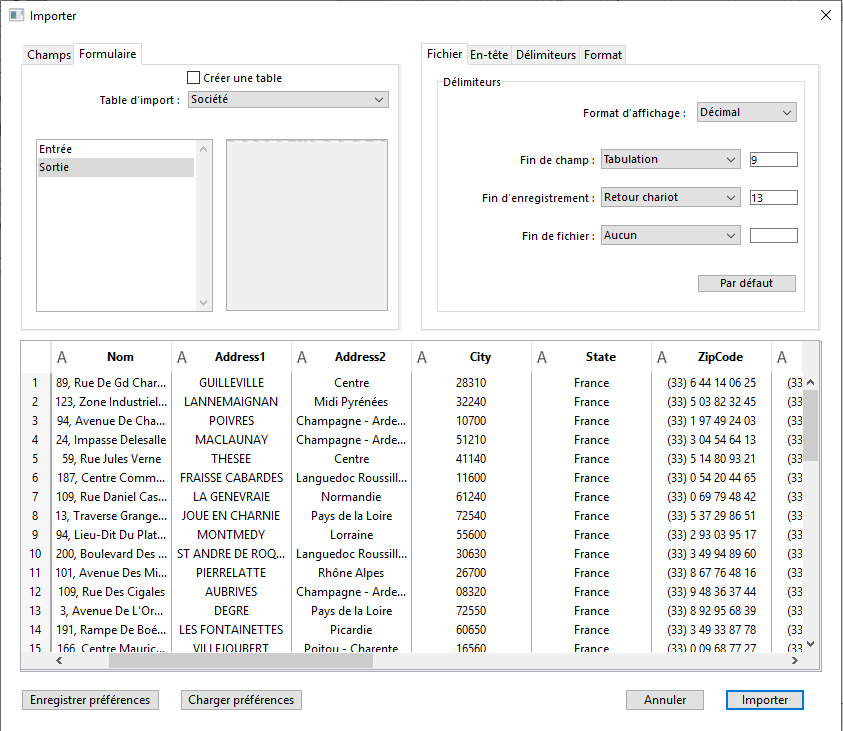 Importer
Champs Formulaire
Créer une table
Table d'import : Société
Entrée
Sortie
Fichier En-tête Délimiteurs Format
Délimiteurs
Format d'affichage : Décimal
Fin de champ : Tabulation 9
Fin d'enregistrement : Retour chariot 13
Fin de fichier : Aucun
Par défaut
A Nom A Address1 A Address2 A City A State A ZipCode A
1 89, Rue De Gd Char... GUILLEVILLE Centre 28310 France (33) 6 44 14 06 25 (33
2 123, Zone Industriel... LANNEMAIGNAN Midi Pyrénées 32240 France (33) 5 03 82 32 45 (33
3 94, Avenue De Cha... POIVRES Champagne - Arde... 10700 France (33) 1 97 49 24 03 (33
4 24, Impasse Delesalle MACLAUNAY Champagne - Arde... 51210 France (33) 3 04 54 64 13 (33
5 59, Rue Jules Verne THESEE Centre 41140 France (33) 5 14 80 93 21 (33
6 187, Centre Comm... FRAISSE CABARDES Languedoc Roussill... 11600 France (33) 0 54 20 44 65 (33
7 109, Rue Daniel Cas... LA GENEVRAIE Normandie 61240 France (33) 0 69 79 48 42 (33
8 13, Traverse Grange... JOUE EN CHARNIE Pays de la Loire 72540 France (33) 5 37 29 86 51 (33
9 94, Lieu-Dit Du Plat... MONTMEDY Lorraine 55600 France (33) 2 93 03 95 17 (33
10 200, Boulevard Des ... ST ANDRE DE ROQ... Languedoc Roussill... 30630 France (33) 3 49 94 89 60 (33
11 101, Avenue Des Mi... PIERRELATTE Rhône Alpes 26700 France (33) 8 67 76 48 16 (33
12 109, Rue Des Cigales AUBRIVES Champagne - Arde... 08320 France (33) 9 48 36 37 44 (33
13 3, Avenue De L'Or... DEGRE Pays de la Loire 72550 France (33) 8 92 95 68 39 (33
14 191, Rampe De Boé... LES FONTAINETTES Picardie 60650 France (33) 3 49 33 87 78 (33
15 166, Centre Mauric... VILLEJOUBERT Poitou - Charente 16560 France (33) 0 09 68 77 27 (33
Enregistrer préférences Charger préférences Annuler Importer